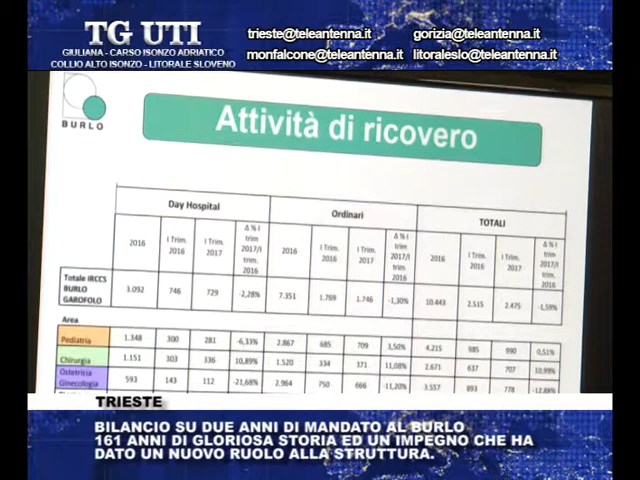 TG UTI
GIULIANA - CARSO ISONZO ADRIATICO
COLLIO ALTO ISONZO - LITORALE SLOVENO
trieste@teleantenna.it gorizia@teleantenna.it
monfalcone@teleantenna.it litoraleslo@teleantenna.it
BURLO
Attività di ricovero
Day Hospital Ordinari TOTALI
2016 I Trim. 2017 I Trim. 2016 Δ % I trim 2017/I trim. 2016
2016 I Trim. 2016 I Trim. 2017 Δ % I trim 2017/I trim. 2016
2016 I Trim. 2016 I Trim. 2017 Δ % I trim 2017/I trim. 2016
Totale IRCCS BURLO GAROFOLO 3.092 746 729 -2,28% 7.351 1.769 1.746 -1,30% 10.443 2.515 2.475 -1,59%
Area
Pediatria 1.348 300 281 -6,33% 2.867 685 709 3,50% 4.215 985 990 0,51%
Chirurgia 1.151 303 336 10,89% 1.520 334 371 11,08% 2.671 637 707 10,99%
Ostetricia Ginecologia 593 143 112 -21,68% 2.964 750 666 -11,20% 3.557 893 778 -12,88%
TRIESTE
BILANCIO SU DUE ANNI DI MANDATO AL BURLO
161 ANNI DI GLORIOSA STORIA ED UN IMPEGNO CHE HA
DATO UN NUOVO RUOLO ALLA STRUTTURA.